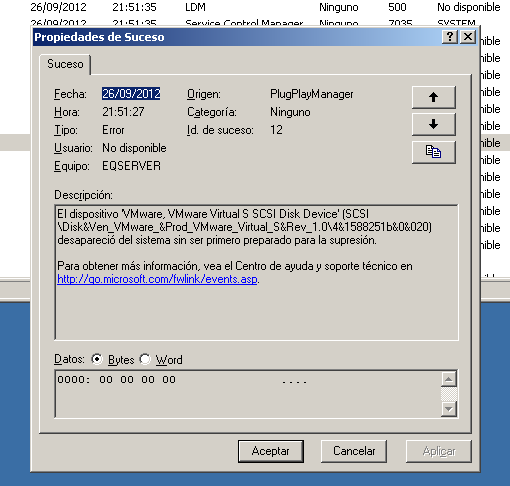 26/09/2012 21:51:35 LDM Ninguno 500 No disponible
26/09/2012 21:51:35 Service Control Manager Ninguno 7035 SYSTEM
Propiedades de Suceso
Suceso
Fecha: 26/09/2012 Origen: PlugPlayManager
Hora: 21:51:27 Categoría: Ninguno
Tipo: Error Id. de suceso: 12
Usuario: No disponible
Equipo: EQSERVER
Descripción:
El dispositivo 'VMware, VMware Virtual S SCSI Disk Device' (SCSI
\Disk&Ven_VMware_&Prod_VMware_Virtual_S&Rev_1.0\4&1588251b&0&020)
desapareció del sistema sin ser primero preparado para la supresión.
Para obtener más información, vea el Centro de ayuda y soporte técnico en
http://go.microsoft.com/fwlink/events.asp.
Datos: Bytes Word
0000: 00 00 00 00 ....
Aceptar Cancelar Aplicar